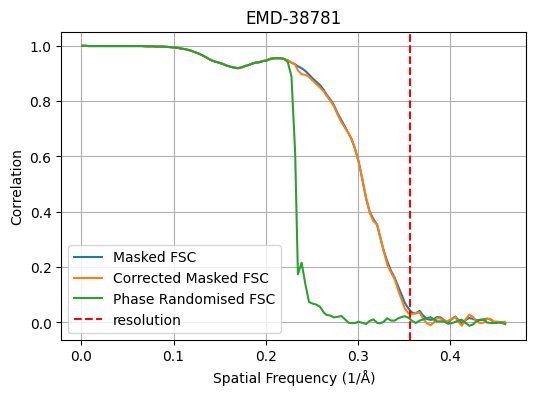 EMD-38781
1.0
0.8
0.6
0.4
0.2
0.0
Correlation
Masked FSC
Corrected Masked FSC
Phase Randomised FSC
resolution
0.0 0.1 0.2 0.3 0.4
Spatial Frequency (1/Å)